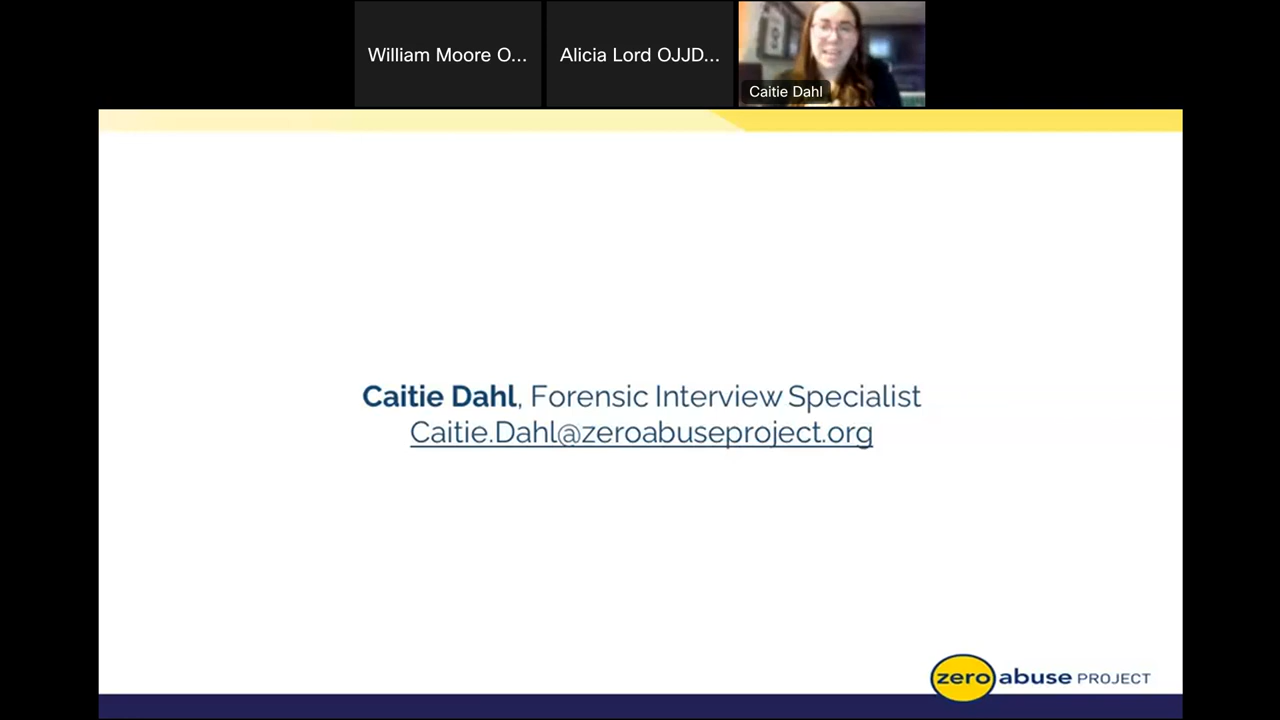 William Moore O...
Alicia Lord OJJD...
Caitie Dahl
Caitie Dahl, Forensic Interview Specialist
Caitie.Dahl@zeroabuseproject.org
zero abuse PROJECT